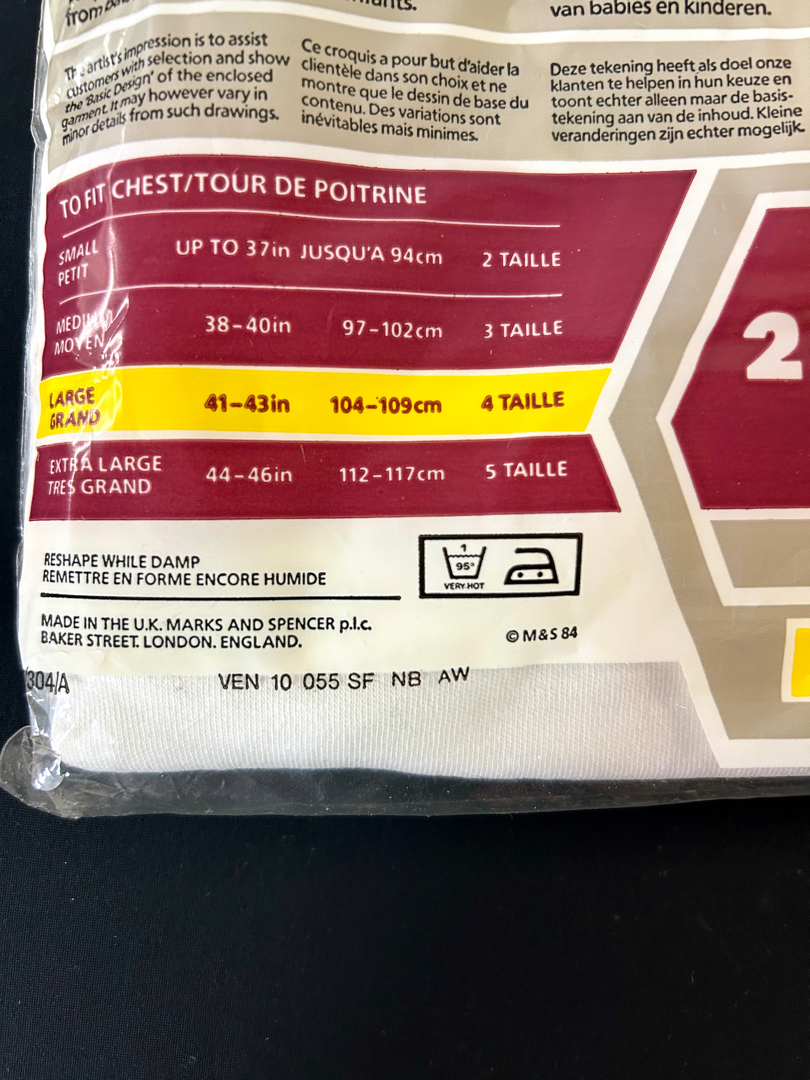 from
van babies en kinderen.
The artist's impression is to assist
customers with selection and show
the 'Basic Design' of the enclosed
garment. It may however vary in
minor details from such drawings.
Ce croquis a pour but d'aider la
clientèle dans son choix et ne
montre que le dessin de base du
contenu. Des variations sont
inévitables mais minimes.
Deze tekening heeft als doel onze
klanten te helpen in hun keuze en
toont echter alleen maar de basis-
tekening aan van de inhoud. Kleine
veranderingen zijn echter mogelijk.
TO FIT CHEST/TOUR DE POITRINE
SMALL
PETIT
UP TO 37in JUSQU'A 94cm 2 TAILLE
MEDIUM
MOYEN
38-40in 97-102cm 3 TAILLE
LARGE
GRAND
41-43in 104-109cm 4 TAILLE
EXTRA LARGE
TRES GRAND
44-46in 112-117cm 5 TAILLE
2
RESHAPE WHILE DAMP
REMETTRE EN FORME ENCORE HUMIDE
1
95°
VERY HOT
MADE IN THE U.K. MARKS AND SPENCER p.l.c.
BAKER STREET. LONDON. ENGLAND.
© M&S 84
304/A VEN 10 055 SF NB AW